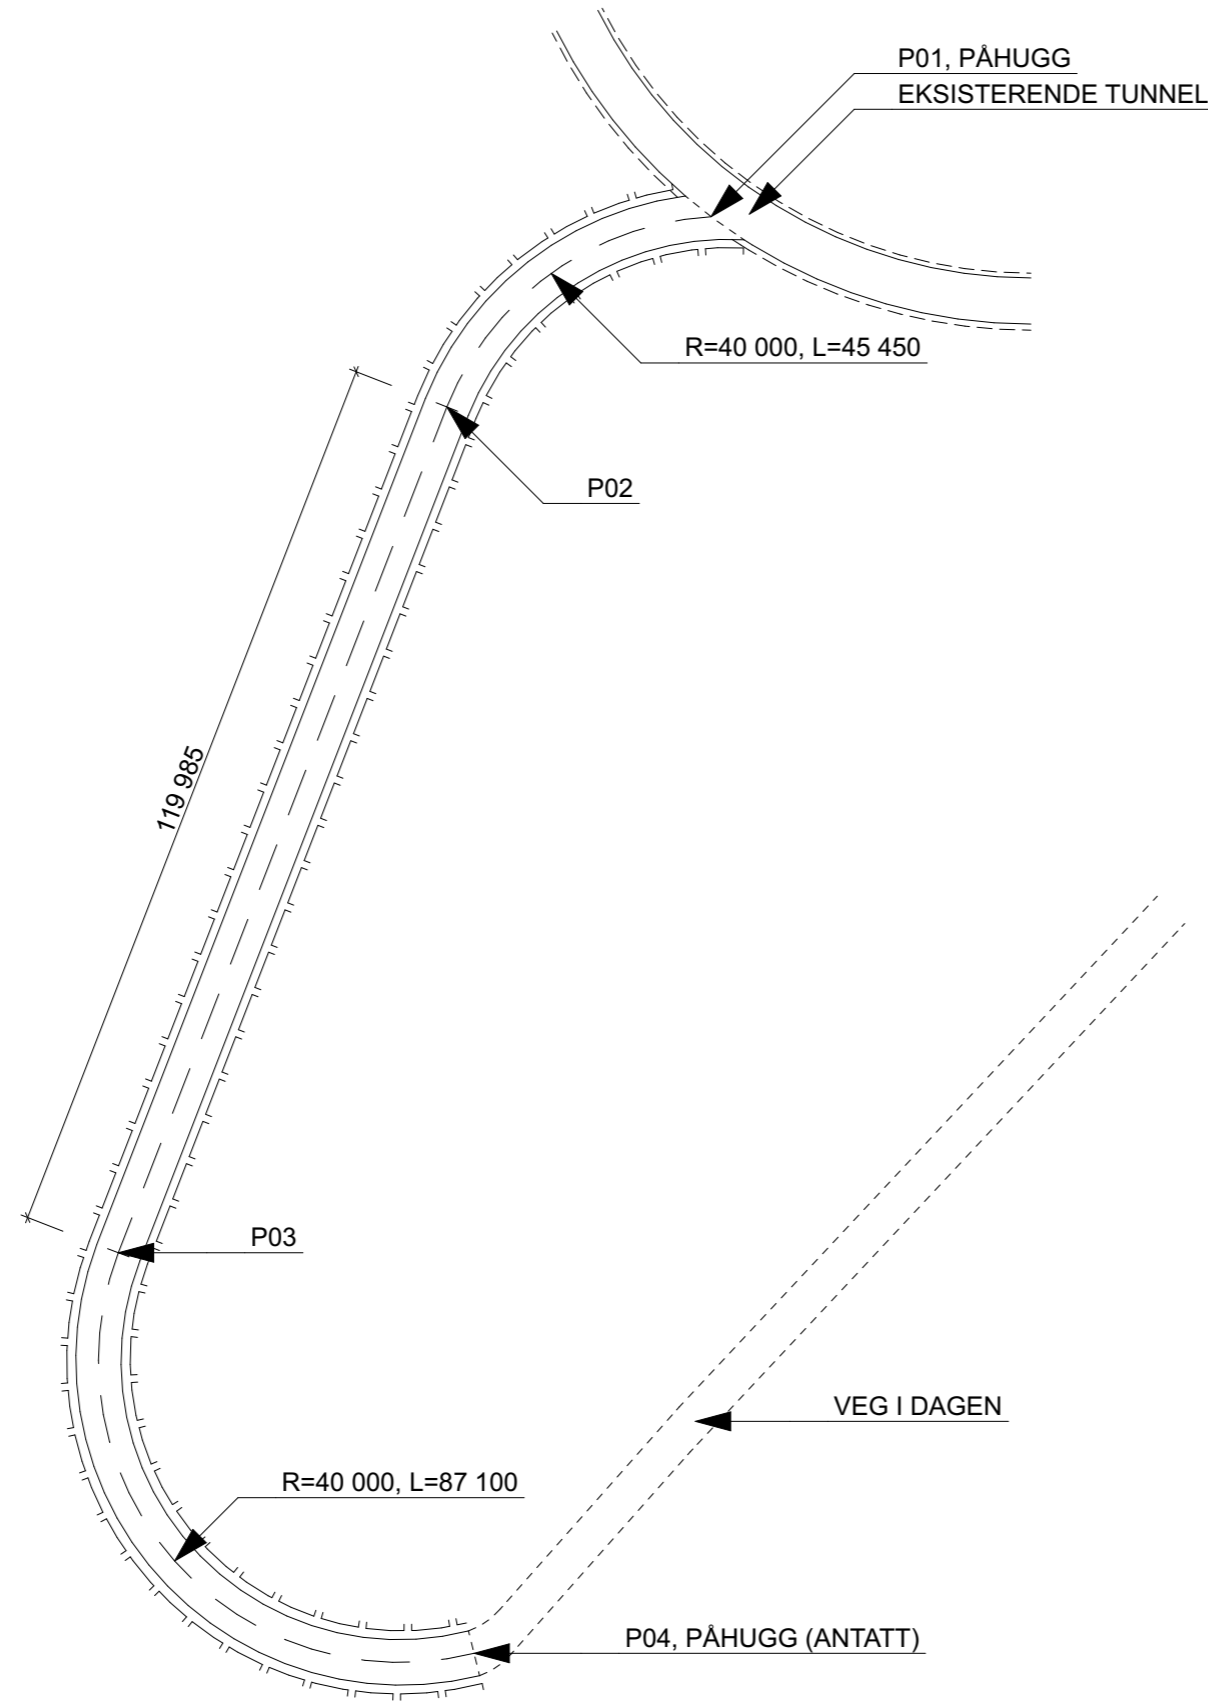 P01, PÅHUGG
EKSISTERENDE TUNNEL
R=40 000, L=45 450
P02
119 985
P03
VEG I DAGEN
R=40 000, L=87 100
P04, PÅHUGG (ANTATT)